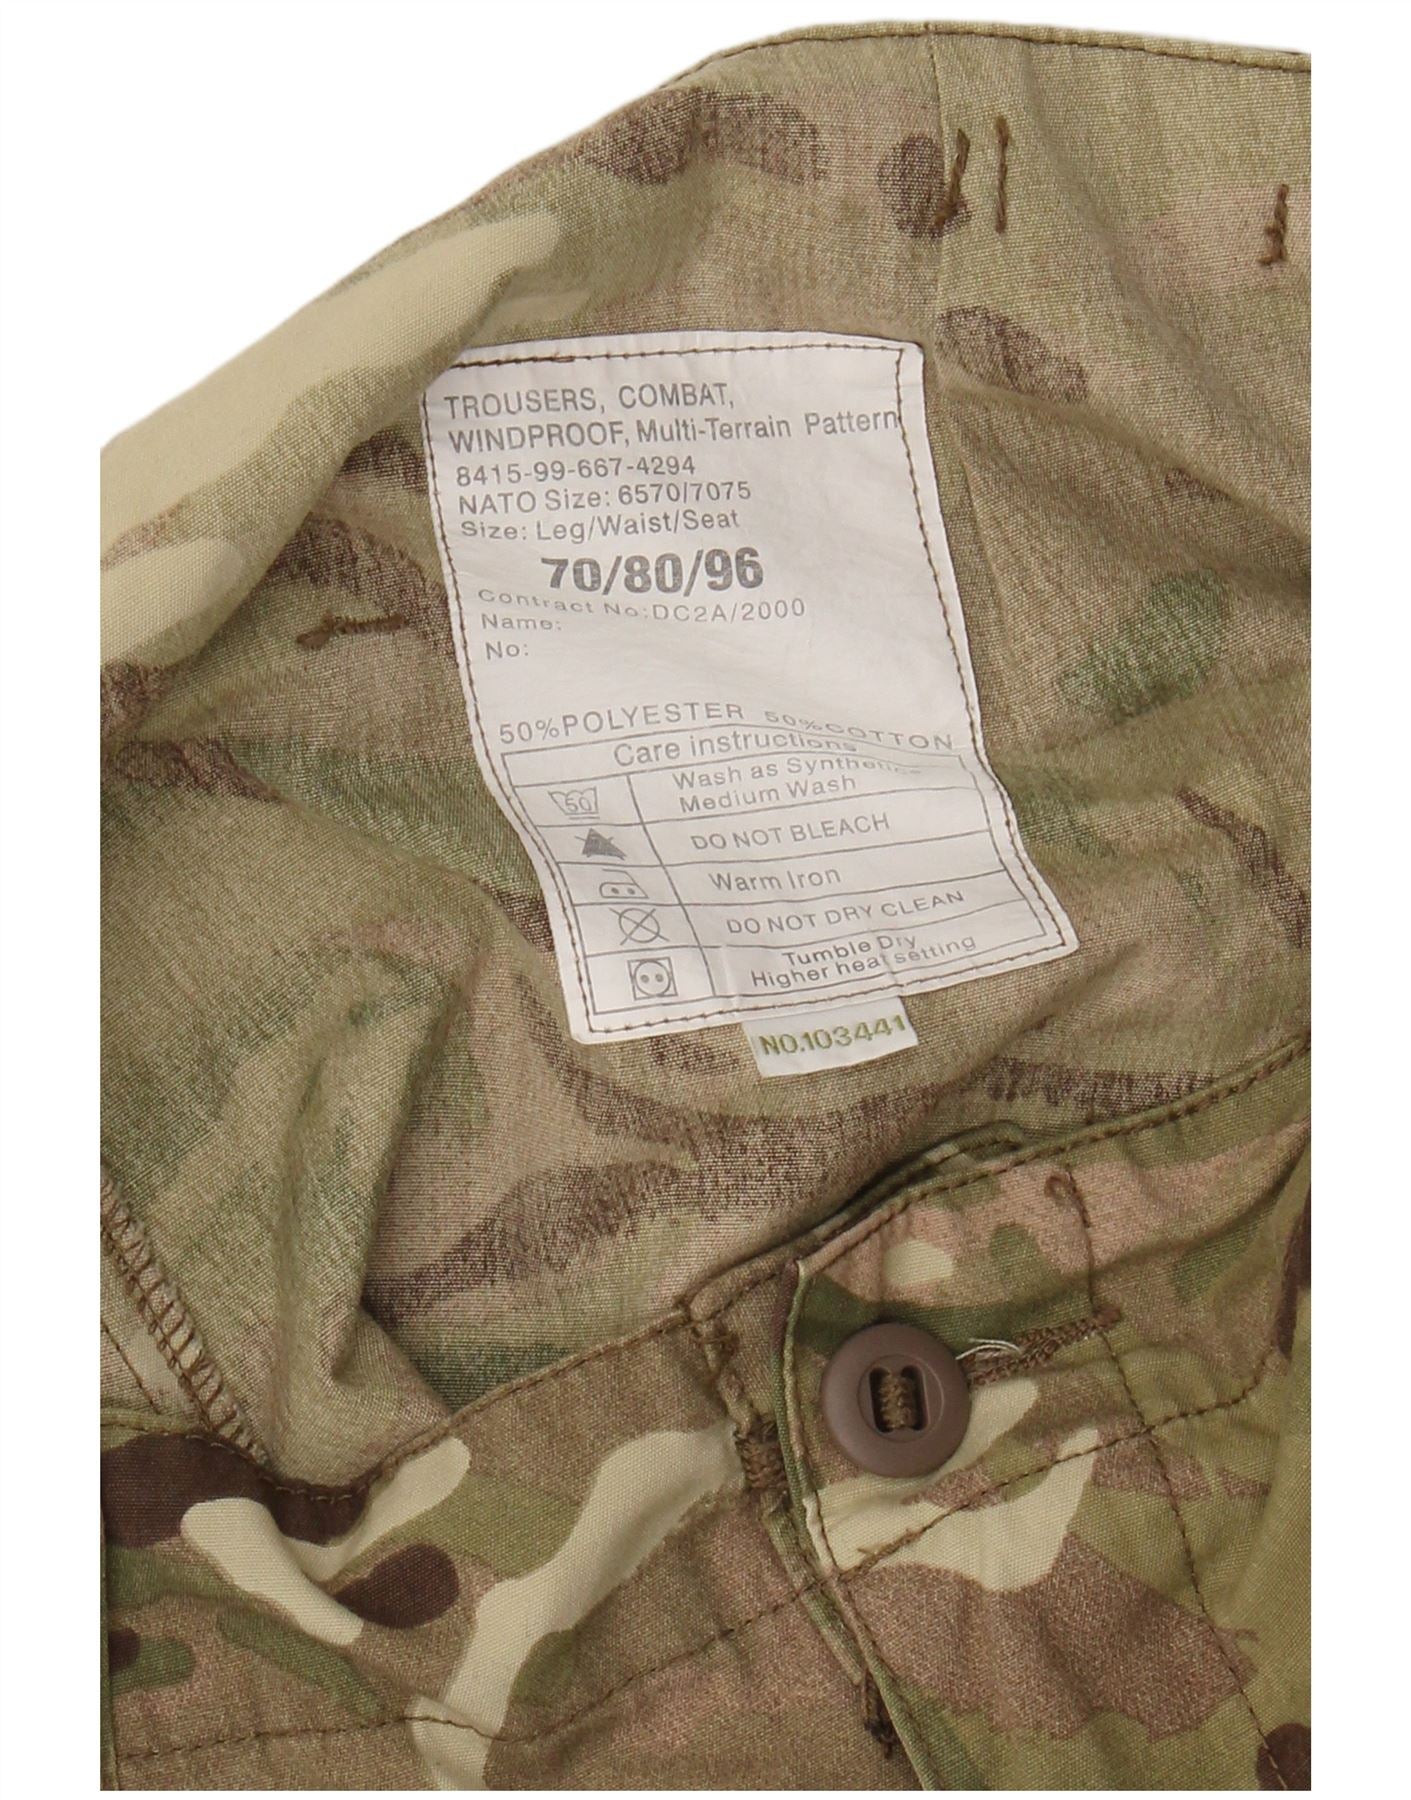 TROUSERS, COMBAT,
WINDPROOF, Multi-Terrain Pattern
8415-99-667-4294
NATO Size: 6570/7075
Size: Leg/Waist/Seat
70/80/96
Contract No:DC2A/2000
Name:
No:
50%POLYESTER 50%COTTON
Care instructions
50
Wash as Synthetic
Medium Wash
DO NOT BLEACH
Warm Iron
DO NOT DRY CLEAN
Tumble Dry
Higher heat setting
NO.103441